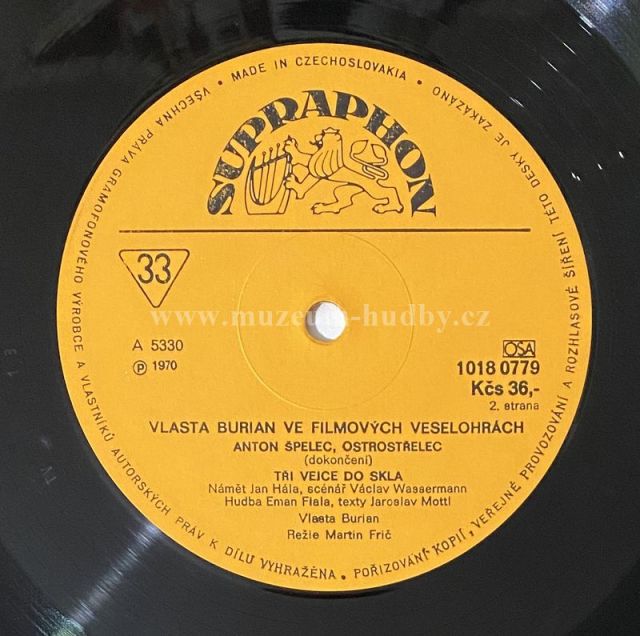 VŠECHNA PRÁVA GRAMOFONOVÉHO VÝROBCE A VLASTNÍKŮ AUTORSKÝCH PRÁV K DÍLU VYHRAŽENA. POŘIZOVÁNÍ KOPIÍ, VEŘEJNÉ PROVOZOVÁNÍ A ROZHLASOVÉ ŠÍŘENÍ TÉTO DESKY JE ZAKÁZÁNO • MADE IN CZECHOSLOVAKIA •
SUPRAPHON
33
www.muzeum-hudby.cz
A 5330
℗ 1970
OSA
1018 0779
Kčs 36,-
2. strana
VLASTA BURIAN VE FILMOVÝCH VESELOHRÁCH
ANTON ŠPELEC, OSTROSTŘELEC
(dokončení)
TŘI VEJCE DO SKLA
Námět Jan Hála, scénář Václav Wassermann
Hudba Eman Fiala, texty Jaroslav Mottl
Vlasta Burian
Režie Martin Frič